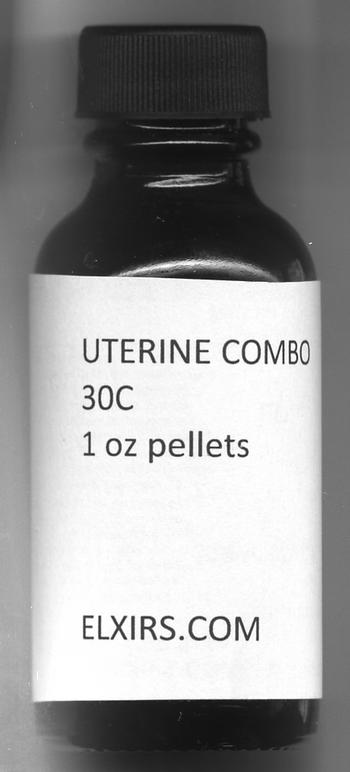 UTERINE COMBO
30C
1 oz pellets
ELXIRS.COM